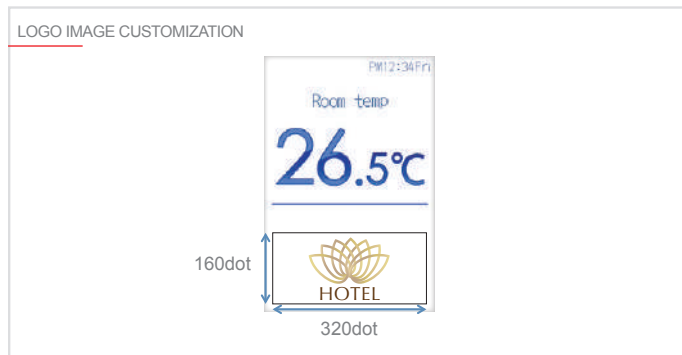 LOGO IMAGE CUSTOMIZATION
PM12:34Fri
Room temp
26.5℃
160dot
HOTEL
320dot